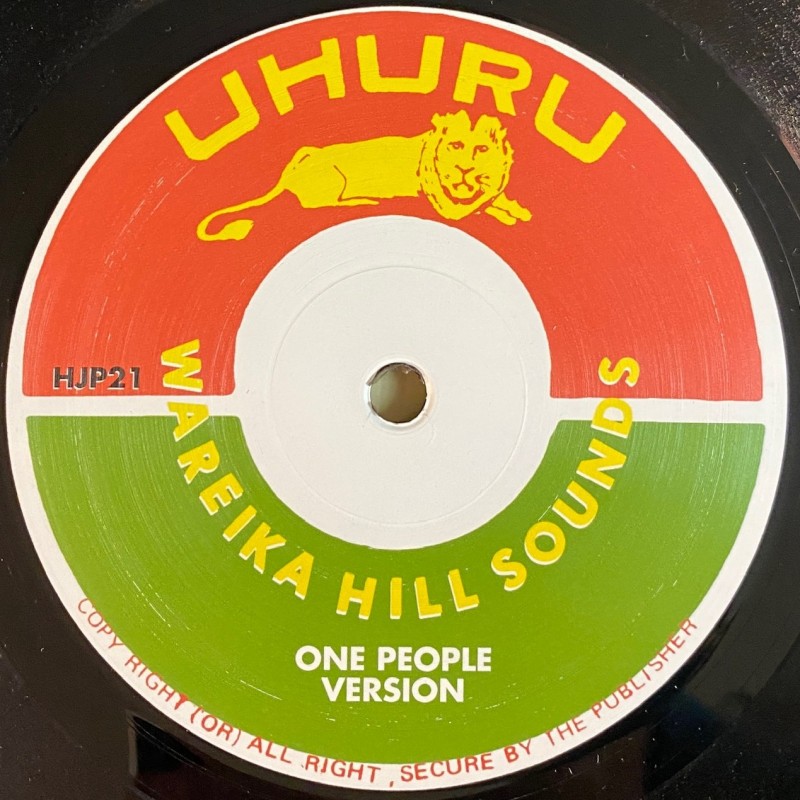 UHURU
HJP21
WAREIKA HILL SOUNDS
ONE PEOPLE
VERSION
COPY RIGHT (OR) ALL RIGHT , SECURE BY THE PUBLISHER